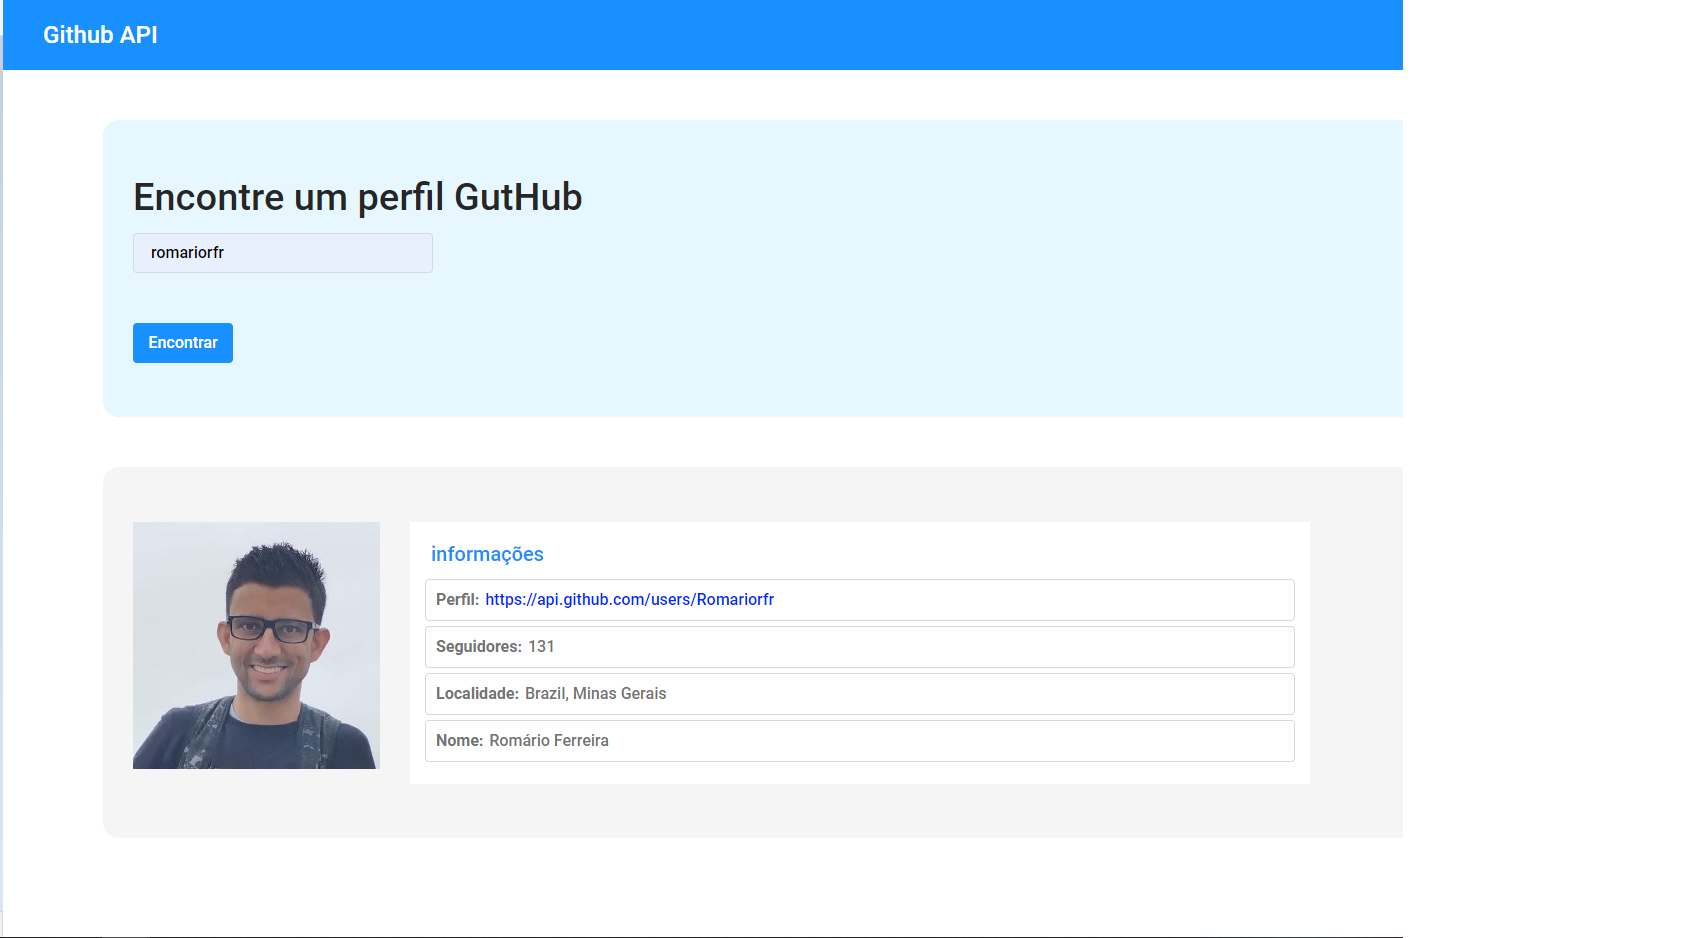 Github API
Encontre um perfil GutHub
romariorfr
Encontrar
informações
Perfil: https://api.github.com/users/Romariorfr
Seguidores: 131
Localidade: Brazil, Minas Gerais
Nome: Romário Ferreira